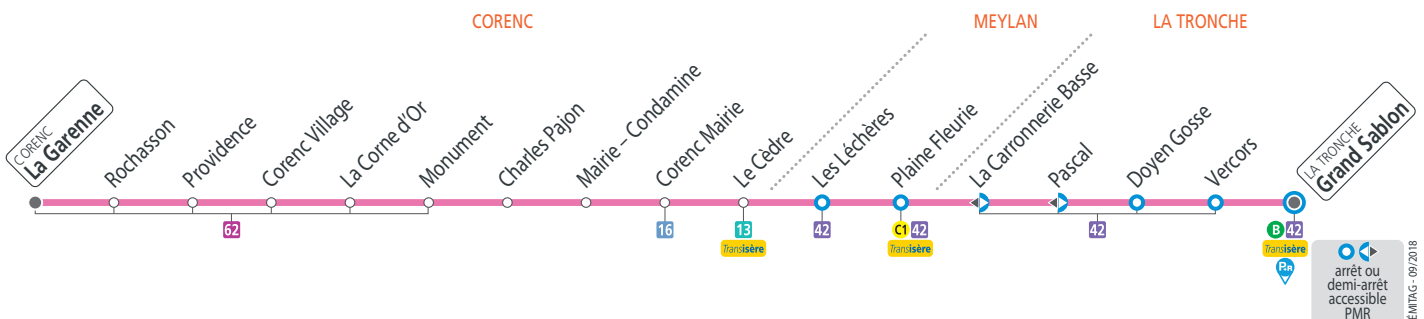 CORENC
MEYLAN
LA TRONCHE
CORENC
La Garenne
Rochasson
Providence
Corenc Village
La Corne d'Or
Monument
Charles Pajon
Mairie – Condamine
Corenc Mairie
Le Cèdre
Les Léchères
Plaine Fleurie
La Carronnerie Basse
Pascal
Doyen Gosse
Vercors
LA TRONCHE
Grand Sablon
62
16
13
Transisère
42
C1 42
Transisère
42
B 42
Transisère
P+R
arrêt ou
demi-arrêt
accessible
PMR
ÉMITAG - 09/2018